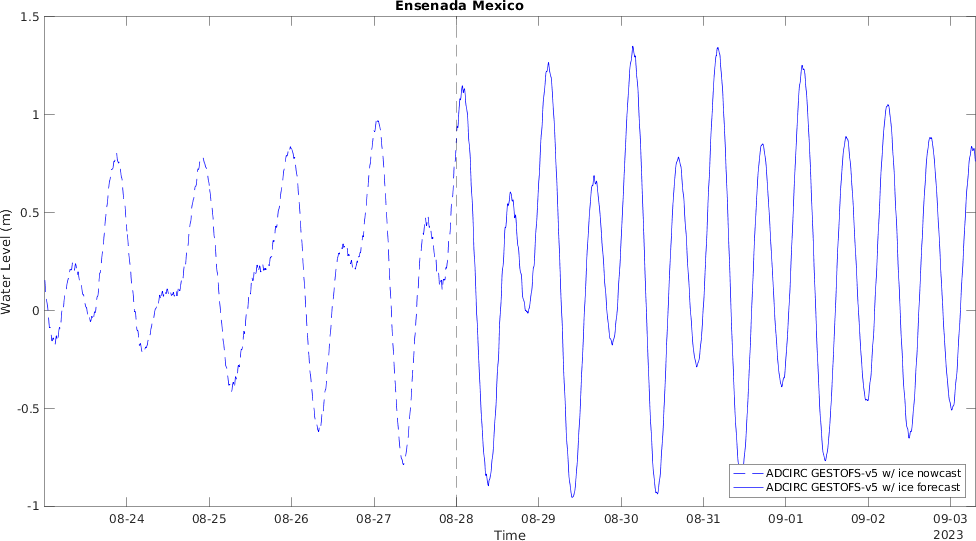 Ensenada Mexico
1.5
1
0.5
0
-0.5
-1
Water Level (m)
ADCIRC GESTOFS-v5 w/ ice nowcast
ADCIRC GESTOFS-v5 w/ ice forecast
08-24 08-25 08-26 08-27 08-28 08-29 08-30 08-31 09-01 09-02 09-03
Time
2023